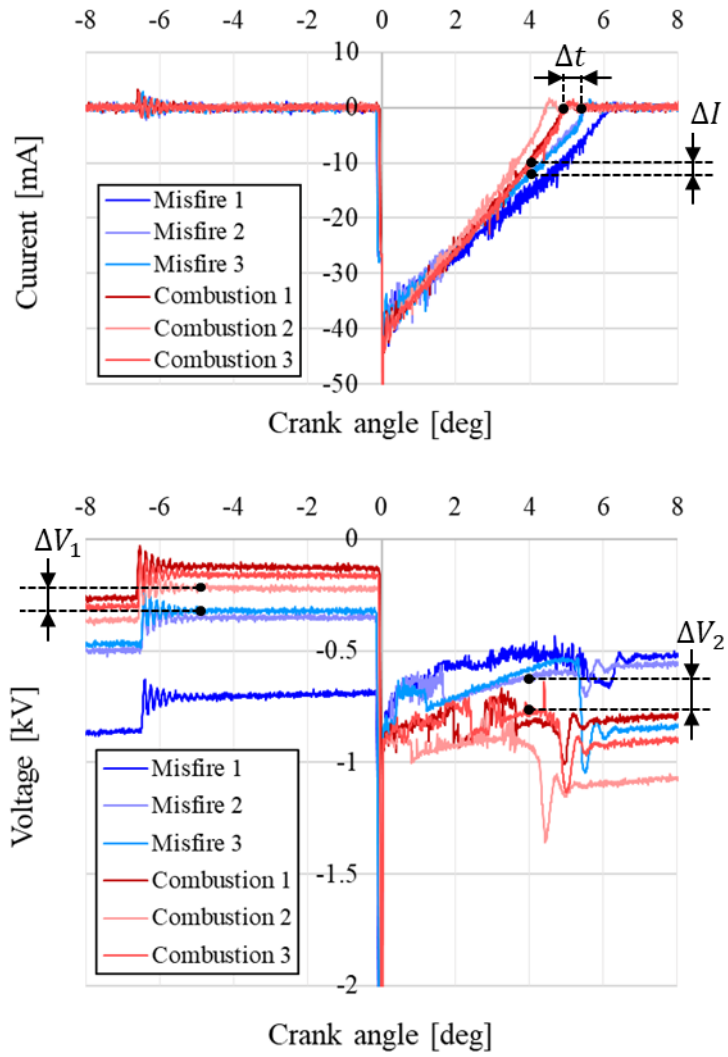 10
Δt
0
ΔI
-10
-20
-30
-40
-50
Cuurent [mA]
Misfire 1
Misfire 2
Misfire 3
Combustion 1
Combustion 2
Combustion 3
-8 -6 -4 -2 0 2 4 6 8
Crank angle [deg]
-8 -6 -4 -2 0 2 4 6 8
0
ΔV1
-0.5
ΔV2
-1
-1.5
-2
Voltage [kV]
Misfire 1
Misfire 2
Misfire 3
Combustion 1
Combustion 2
Combustion 3
Crank angle [deg]